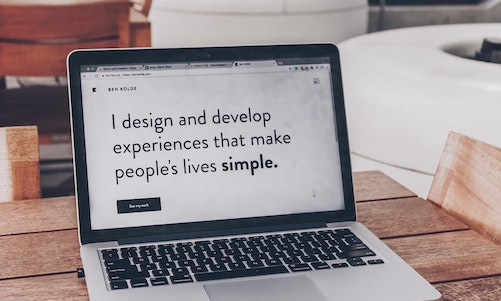 BEN KOLDE
I design and develop
experiences that make
people's lives simple.
See my work